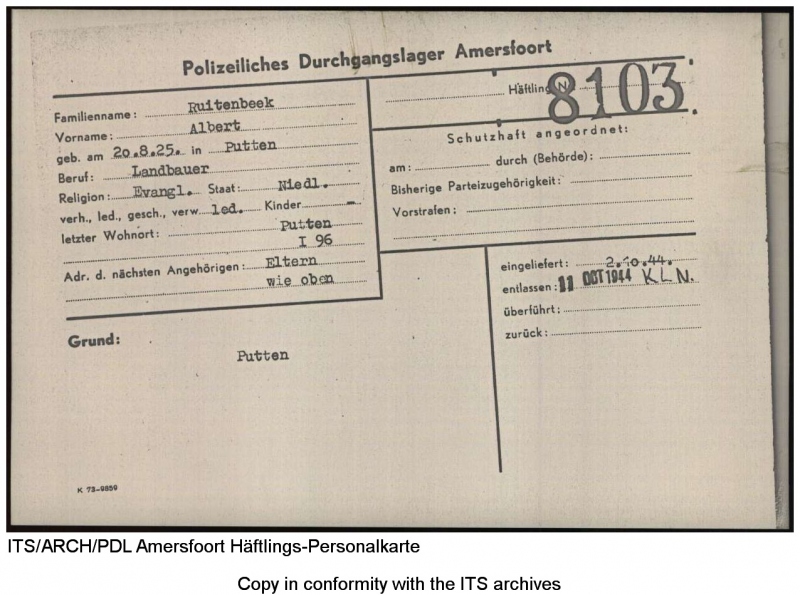 Polizeiliches Durchgangslager Amersfoort
Familienname: Ruitenbeek
Vorname: Albert
geb. am 20.8.25. in Putten
Beruf: Landbauer
Religion: Evangl. Staat: Niedl.
verh., led., gesch., verw. led. Kinder -
letzter Wohnort: Putten
I 96
Adr. d. nächsten Angehörigen: Eltern
wie oben
Häftling N 8103.
Schutzhaft angeordnet:
am: durch (Behörde):
Bisherige Parteizugehörigkeit:
Vorstrafen:
eingeliefert: 2.10.44.
entlassen: 11 OCT 1944 K L N.
überführt:
zurück:
Grund:
Putten
K 73-9859
ITS/ARCH/PDL Amersfoort Häftlings-Personalkarte
Copy in conformity with the ITS archives